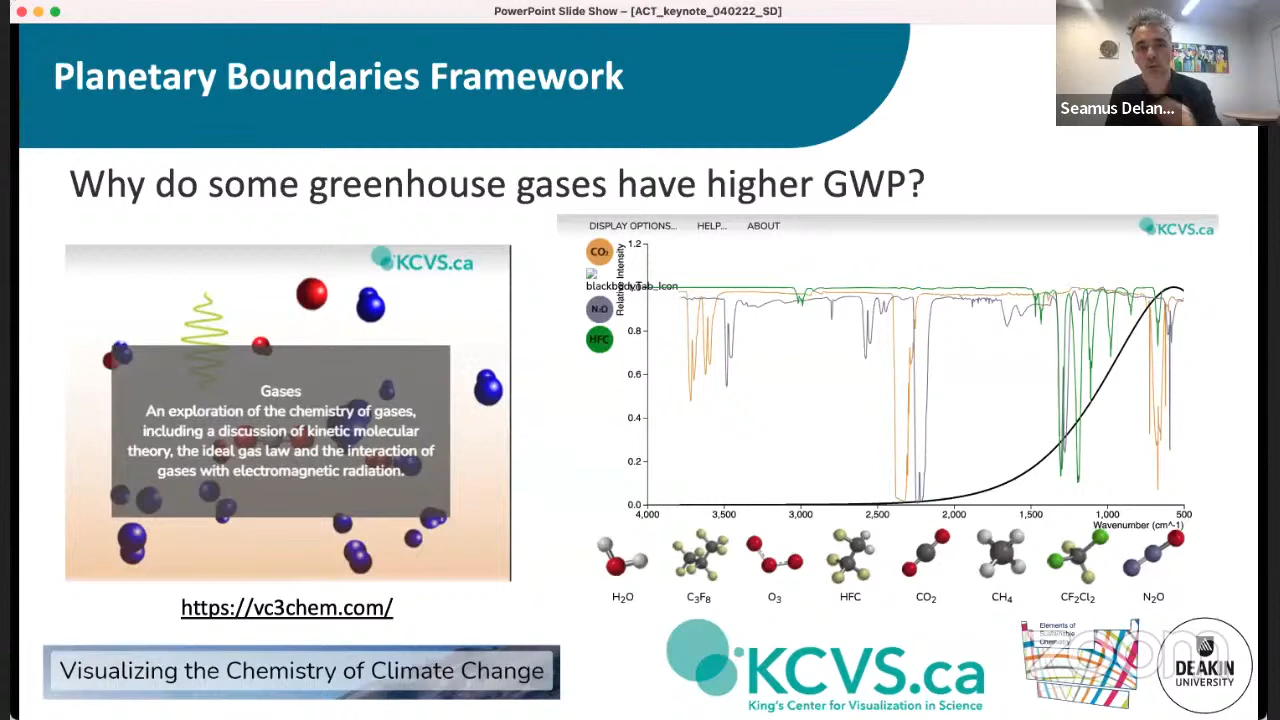 PowerPoint Slide Show – [ACT_keynote_040222_SD]
Planetary Boundaries Framework
Seamus Delan...
Why do some greenhouse gases have higher GWP?
KCVS.ca
Gases
An exploration of the chemistry of gases,
including a discussion of kinetic molecular
theory, the ideal gas law and the interaction of
gases with electromagnetic radiation.
https://vc3chem.com/
Visualizing the Chemistry of Climate Change
DISPLAY OPTIONS... HELP... ABOUT
KCVS.ca
CO₂
blackbodytab_Icon
N₂O
HFC
Relative Intensity
1.2
0.8
0.6
0.4
0.2
0.0
4,000 3,500 3,000 2,500 2,000 1,500 1,000 500
Wavenumber (cm^-1)
H₂O C₃F₈ O₃ HFC CO₂ CH₄ CF₂Cl₂ N₂O
KCVS.ca
King's Center for Visualization in Science
Elements of
Sustainable
Chemistry
zoom
DEAKIN
UNIVERSITY